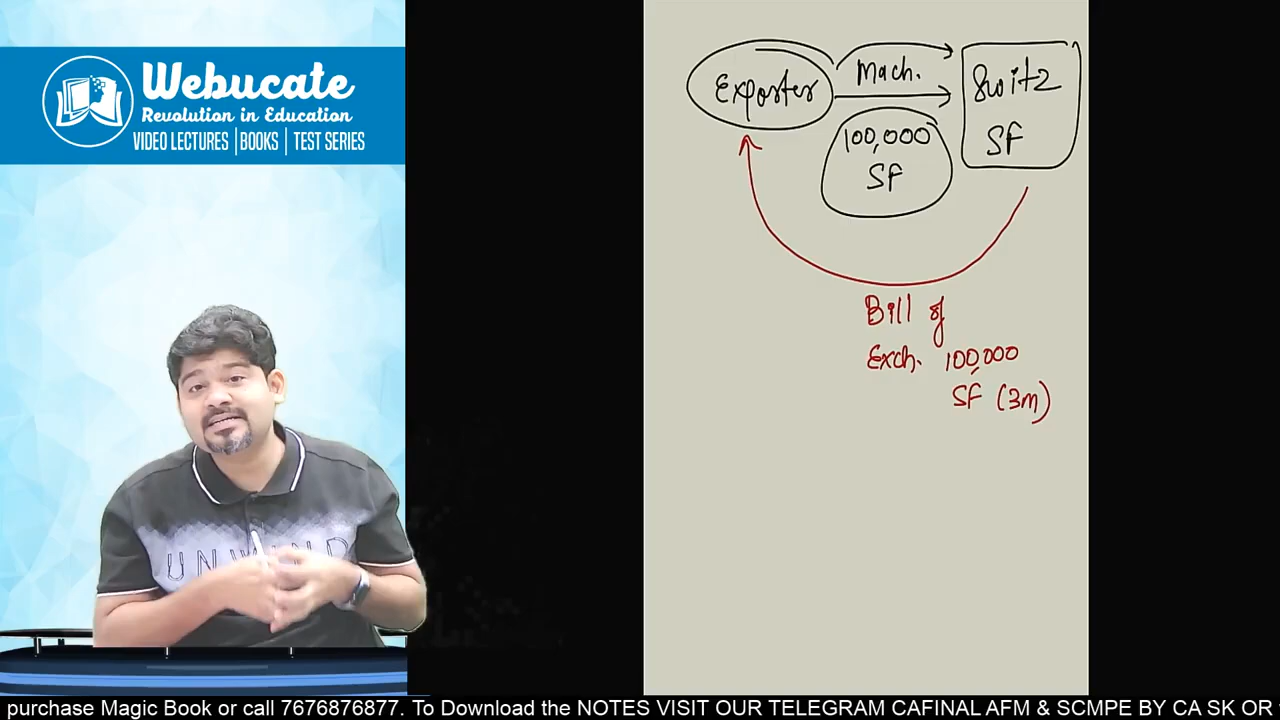 Webucate
Revolution in Education
VIDEO LECTURES | BOOKS | TEST SERIES
Exporter
Mach.
100,000
SF
Switz
SF
Bill of
Exch. 100,000
SF (3m)
UNWIND
purchase Magic Book or call 7676876877. To Download the NOTES VISIT OUR TELEGRAM CAFINAL AFM & SCMPE BY CA SK OR